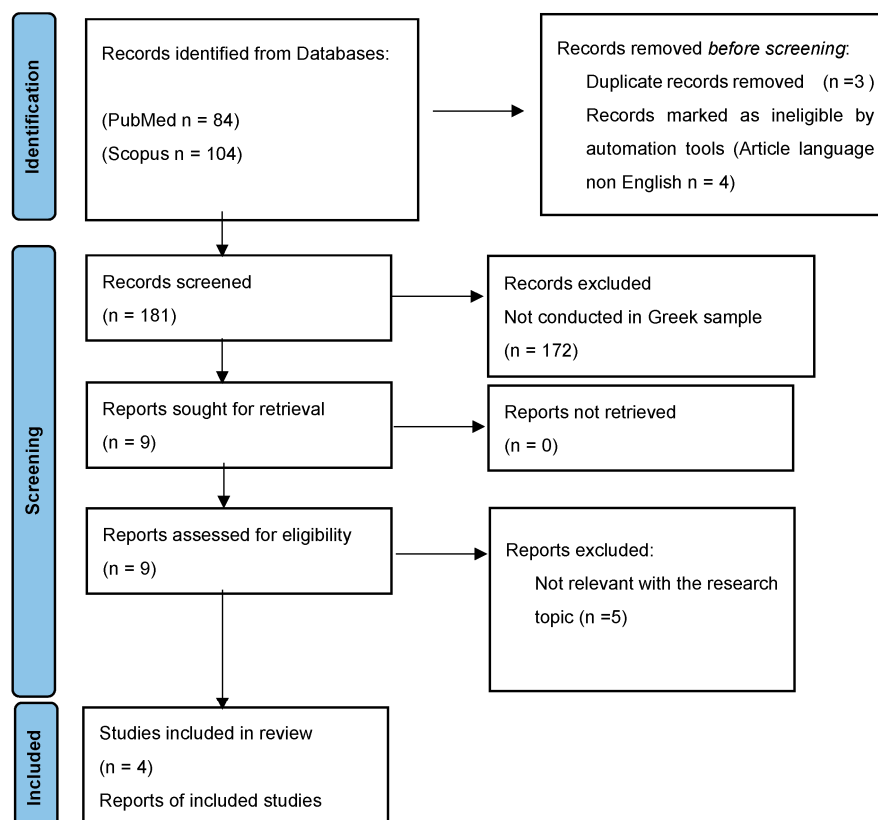 Identification
Records identified from Databases:
(PubMed n = 84)
(Scopus n = 104)
Records removed before screening:
Duplicate records removed (n =3 )
Records marked as ineligible by
automation tools (Article language
non English n = 4)
Screening
Records screened
(n = 181)
Records excluded
Not conducted in Greek sample
(n = 172)
Reports sought for retrieval
(n = 9)
Reports not retrieved
(n = 0)
Reports assessed for eligibility
(n = 9)
Reports excluded:
Not relevant with the research
topic (n =5)
Included
Studies included in review
(n = 4)
Reports of included studies